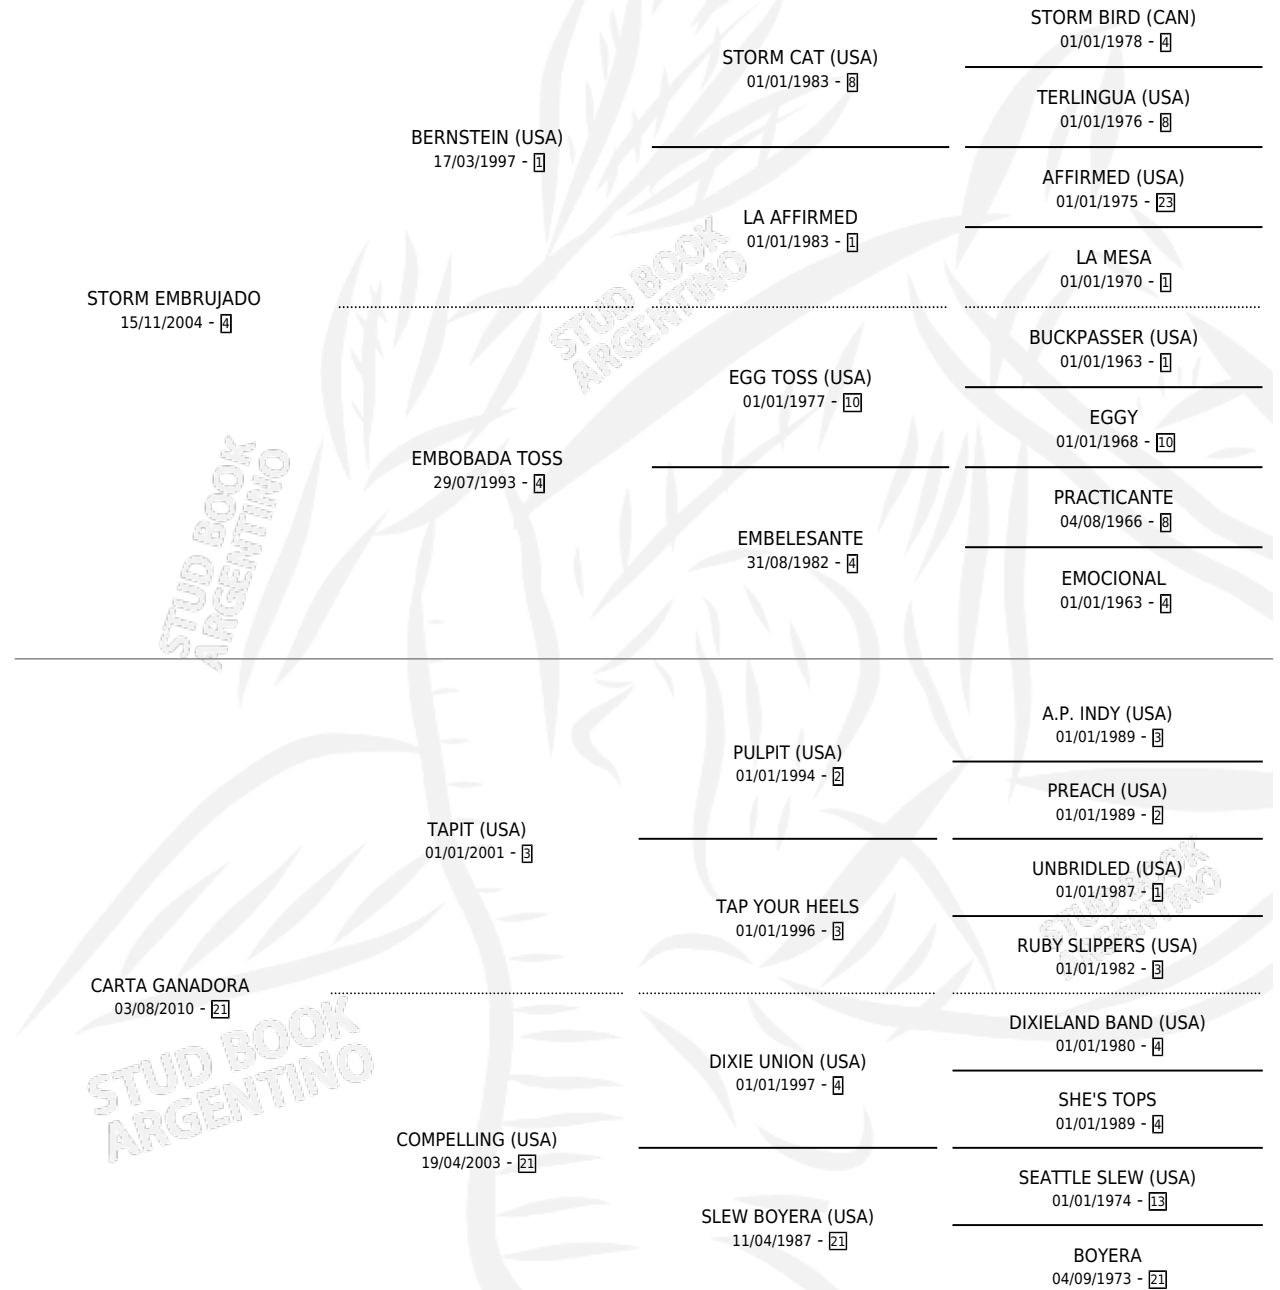 STORM BIRD (CAN)
01/01/1978 - 4
STORM CAT (USA)
01/01/1983 - 8
TERLINGUA (USA)
01/01/1976 - 8
BERNSTEIN (USA)
17/03/1997 - 1
AFFIRMED (USA)
01/01/1975 - 23
LA AFFIRMED
01/01/1983 - 1
LA MESA
01/01/1970 - 1
STORM EMBRUJADO
15/11/2004 - 4
BUCKPASSER (USA)
01/01/1963 - 1
EGG TOSS (USA)
01/01/1977 - 10
EGGY
01/01/1968 - 10
EMBOBADA TOSS
29/07/1993 - 4
PRACTICANTE
04/08/1966 - 8
EMBELESANTE
31/08/1982 - 4
EMOCIONAL
01/01/1963 - 4
A.P. INDY (USA)
01/01/1989 - 3
PULPIT (USA)
01/01/1994 - 2
PREACH (USA)
01/01/1989 - 2
TAPIT (USA)
01/01/2001 - 3
UNBRIDLED (USA)
01/01/1987 - 1
TAP YOUR HEELS
01/01/1996 - 3
RUBY SLIPPERS (USA)
01/01/1982 - 3
CARTA GANADORA
03/08/2010 - 21
DIXIELAND BAND (USA)
01/01/1980 - 4
DIXIE UNION (USA)
01/01/1997 - 4
SHE'S TOPS
01/01/1989 - 4
COMPELLING (USA)
19/04/2003 - 21
SEATTLE SLEW (USA)
01/01/1974 - 13
SLEW BOYERA (USA)
11/04/1987 - 21
BOYERA
04/09/1973 - 21
STUD BOOK
ARGENTINO
STUD BOOK
ARGENTINO
STUD BOOK
ARGENTINO
STUD BOOK
ARGENTINO